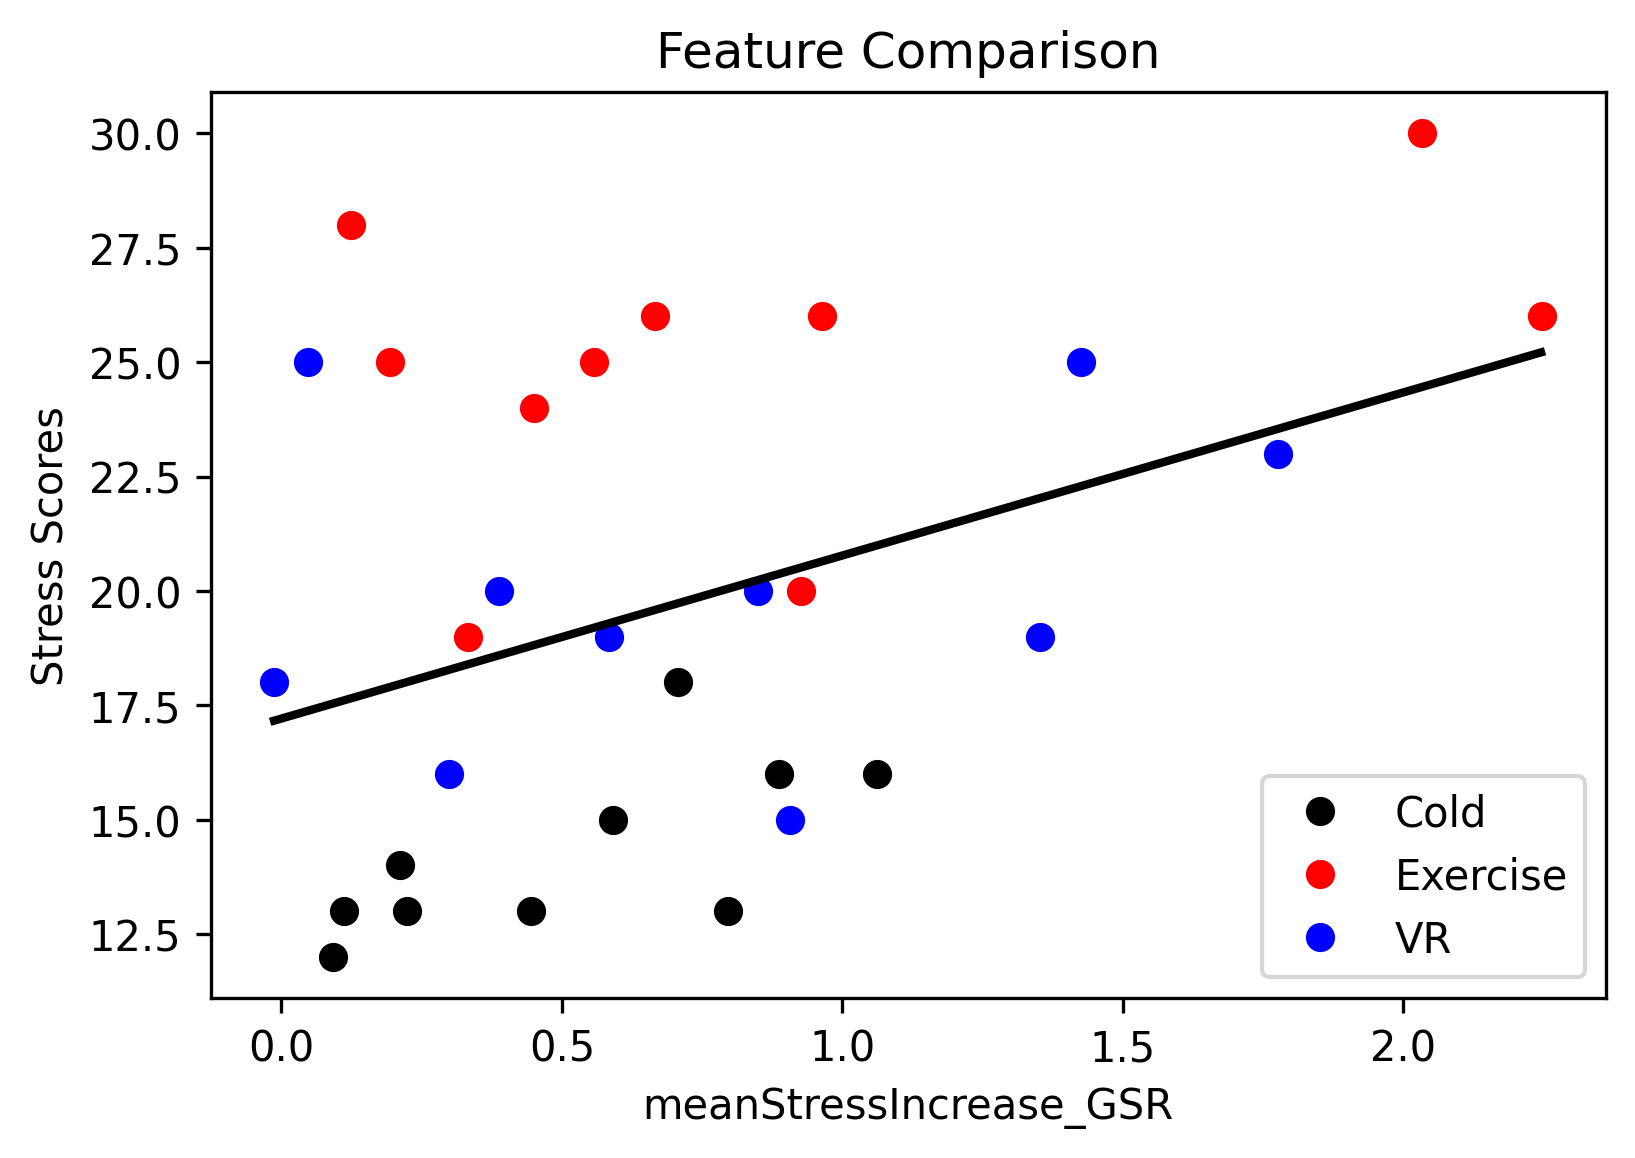 Feature Comparison
30.0
27.5
25.0
22.5
20.0
17.5
15.0
12.5
Stress Scores
Cold
Exercise
VR
0.0 0.5 1.0 1.5 2.0
meanStressIncrease_GSR